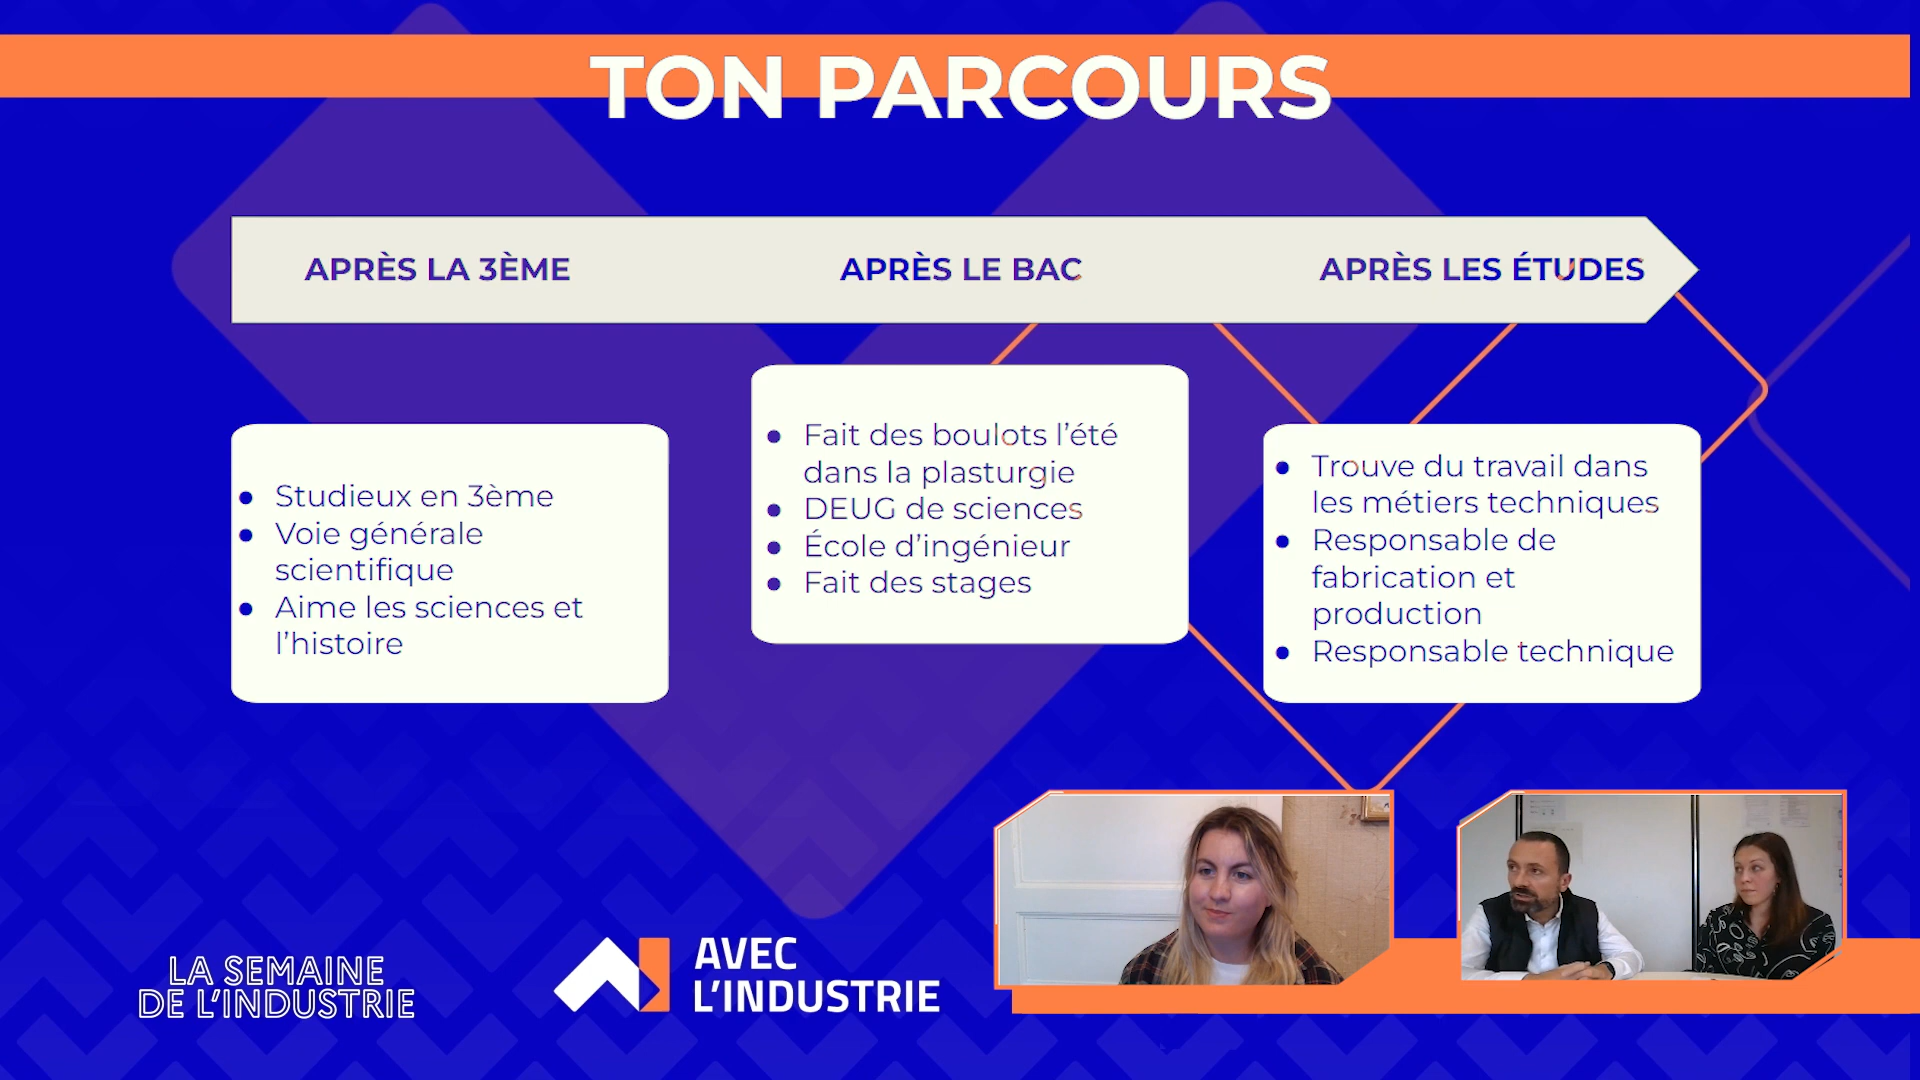 TON PARCOURS
APRÈS LA 3ÈME
APRÈS LE BAC
APRÈS LES ÉTUDES
• Studieux en 3ème
• Voie générale
scientifique
• Aime les sciences et
l’histoire
• Fait des boulots l’été
dans la plasturgie
• DEUG de sciences
• École d’ingénieur
• Fait des stages
• Trouve du travail dans
les métiers techniques
• Responsable de
fabrication et
production
• Responsable technique
LA SEMAINE
DE L’INDUSTRIE
AVEC
L’INDUSTRIE